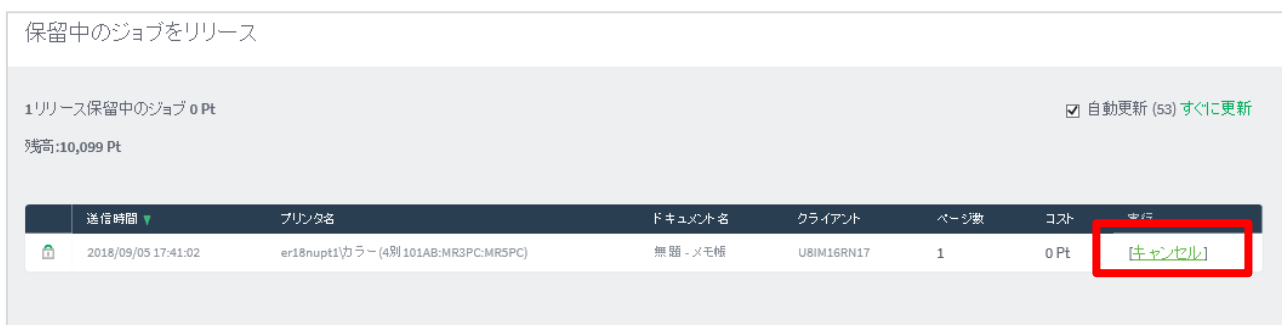 保留中のジョブをリリース
1リリース保留中のジョブ 0 Pt
自動更新 (53) すぐに更新
残高:10,099 Pt
送信時間 ▼ プリンタ名 ドキュメント名 クライアント ページ数 コスト 実行
2018/09/05 17:41:02 er18nupt1\カラー(4別101AB:MR3PC:MR5PC) 無題 - メモ帳 U8IM16RN17 1 0 Pt [キャンセル]